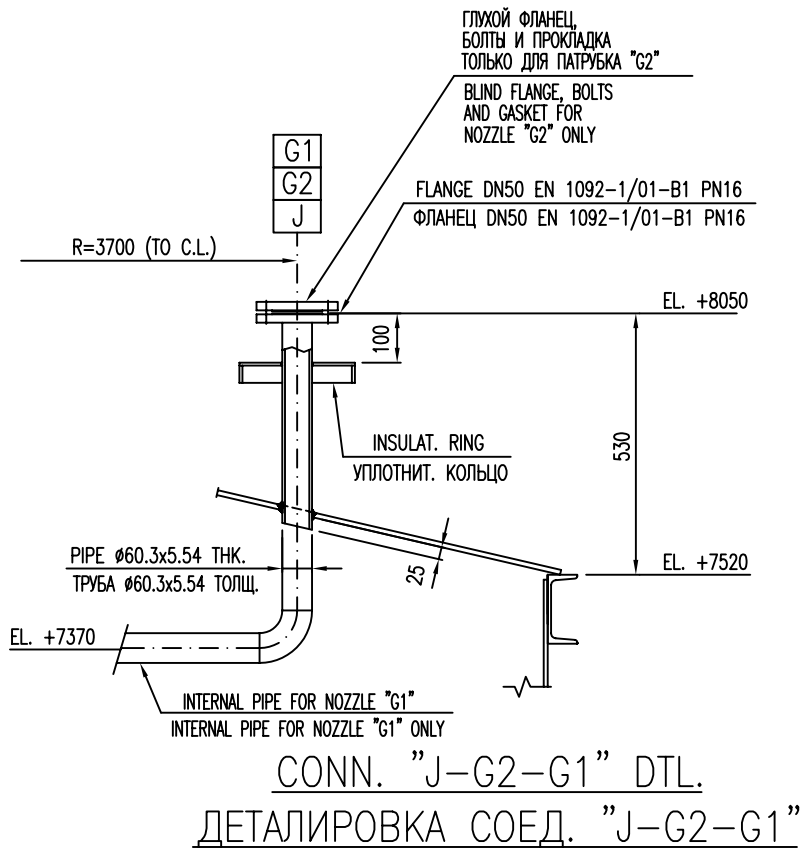 ГЛУХОЙ ФЛАНЕЦ,
БОЛТЫ И ПРОКЛАДКА
ТОЛЬКО ДЛЯ ПАТРУБКА "G2"
BLIND FLANGE, BOLTS
AND GASKET FOR
NOZZLE "G2" ONLY
G1
G2
J
FLANGE DN50 EN 1092-1/01-B1 PN16
ФЛАНЕЦ DN50 EN 1092-1/01-B1 PN16
R=3700 (TO C.L.)
EL. +8050
100
530
INSULAT. RING
УПЛОТНИТ. КОЛЬЦО
PIPE ø60.3x5.54 THK.
ТРУБА ø60.3x5.54 ТОЛЩ.
25
EL. +7520
EL. +7370
INTERNAL PIPE FOR NOZZLE "G1"
INTERNAL PIPE FOR NOZZLE "G1" ONLY
CONN. "J-G2-G1" DTL.
ДЕТАЛИРОВКА СОЕД. "J-G2-G1"